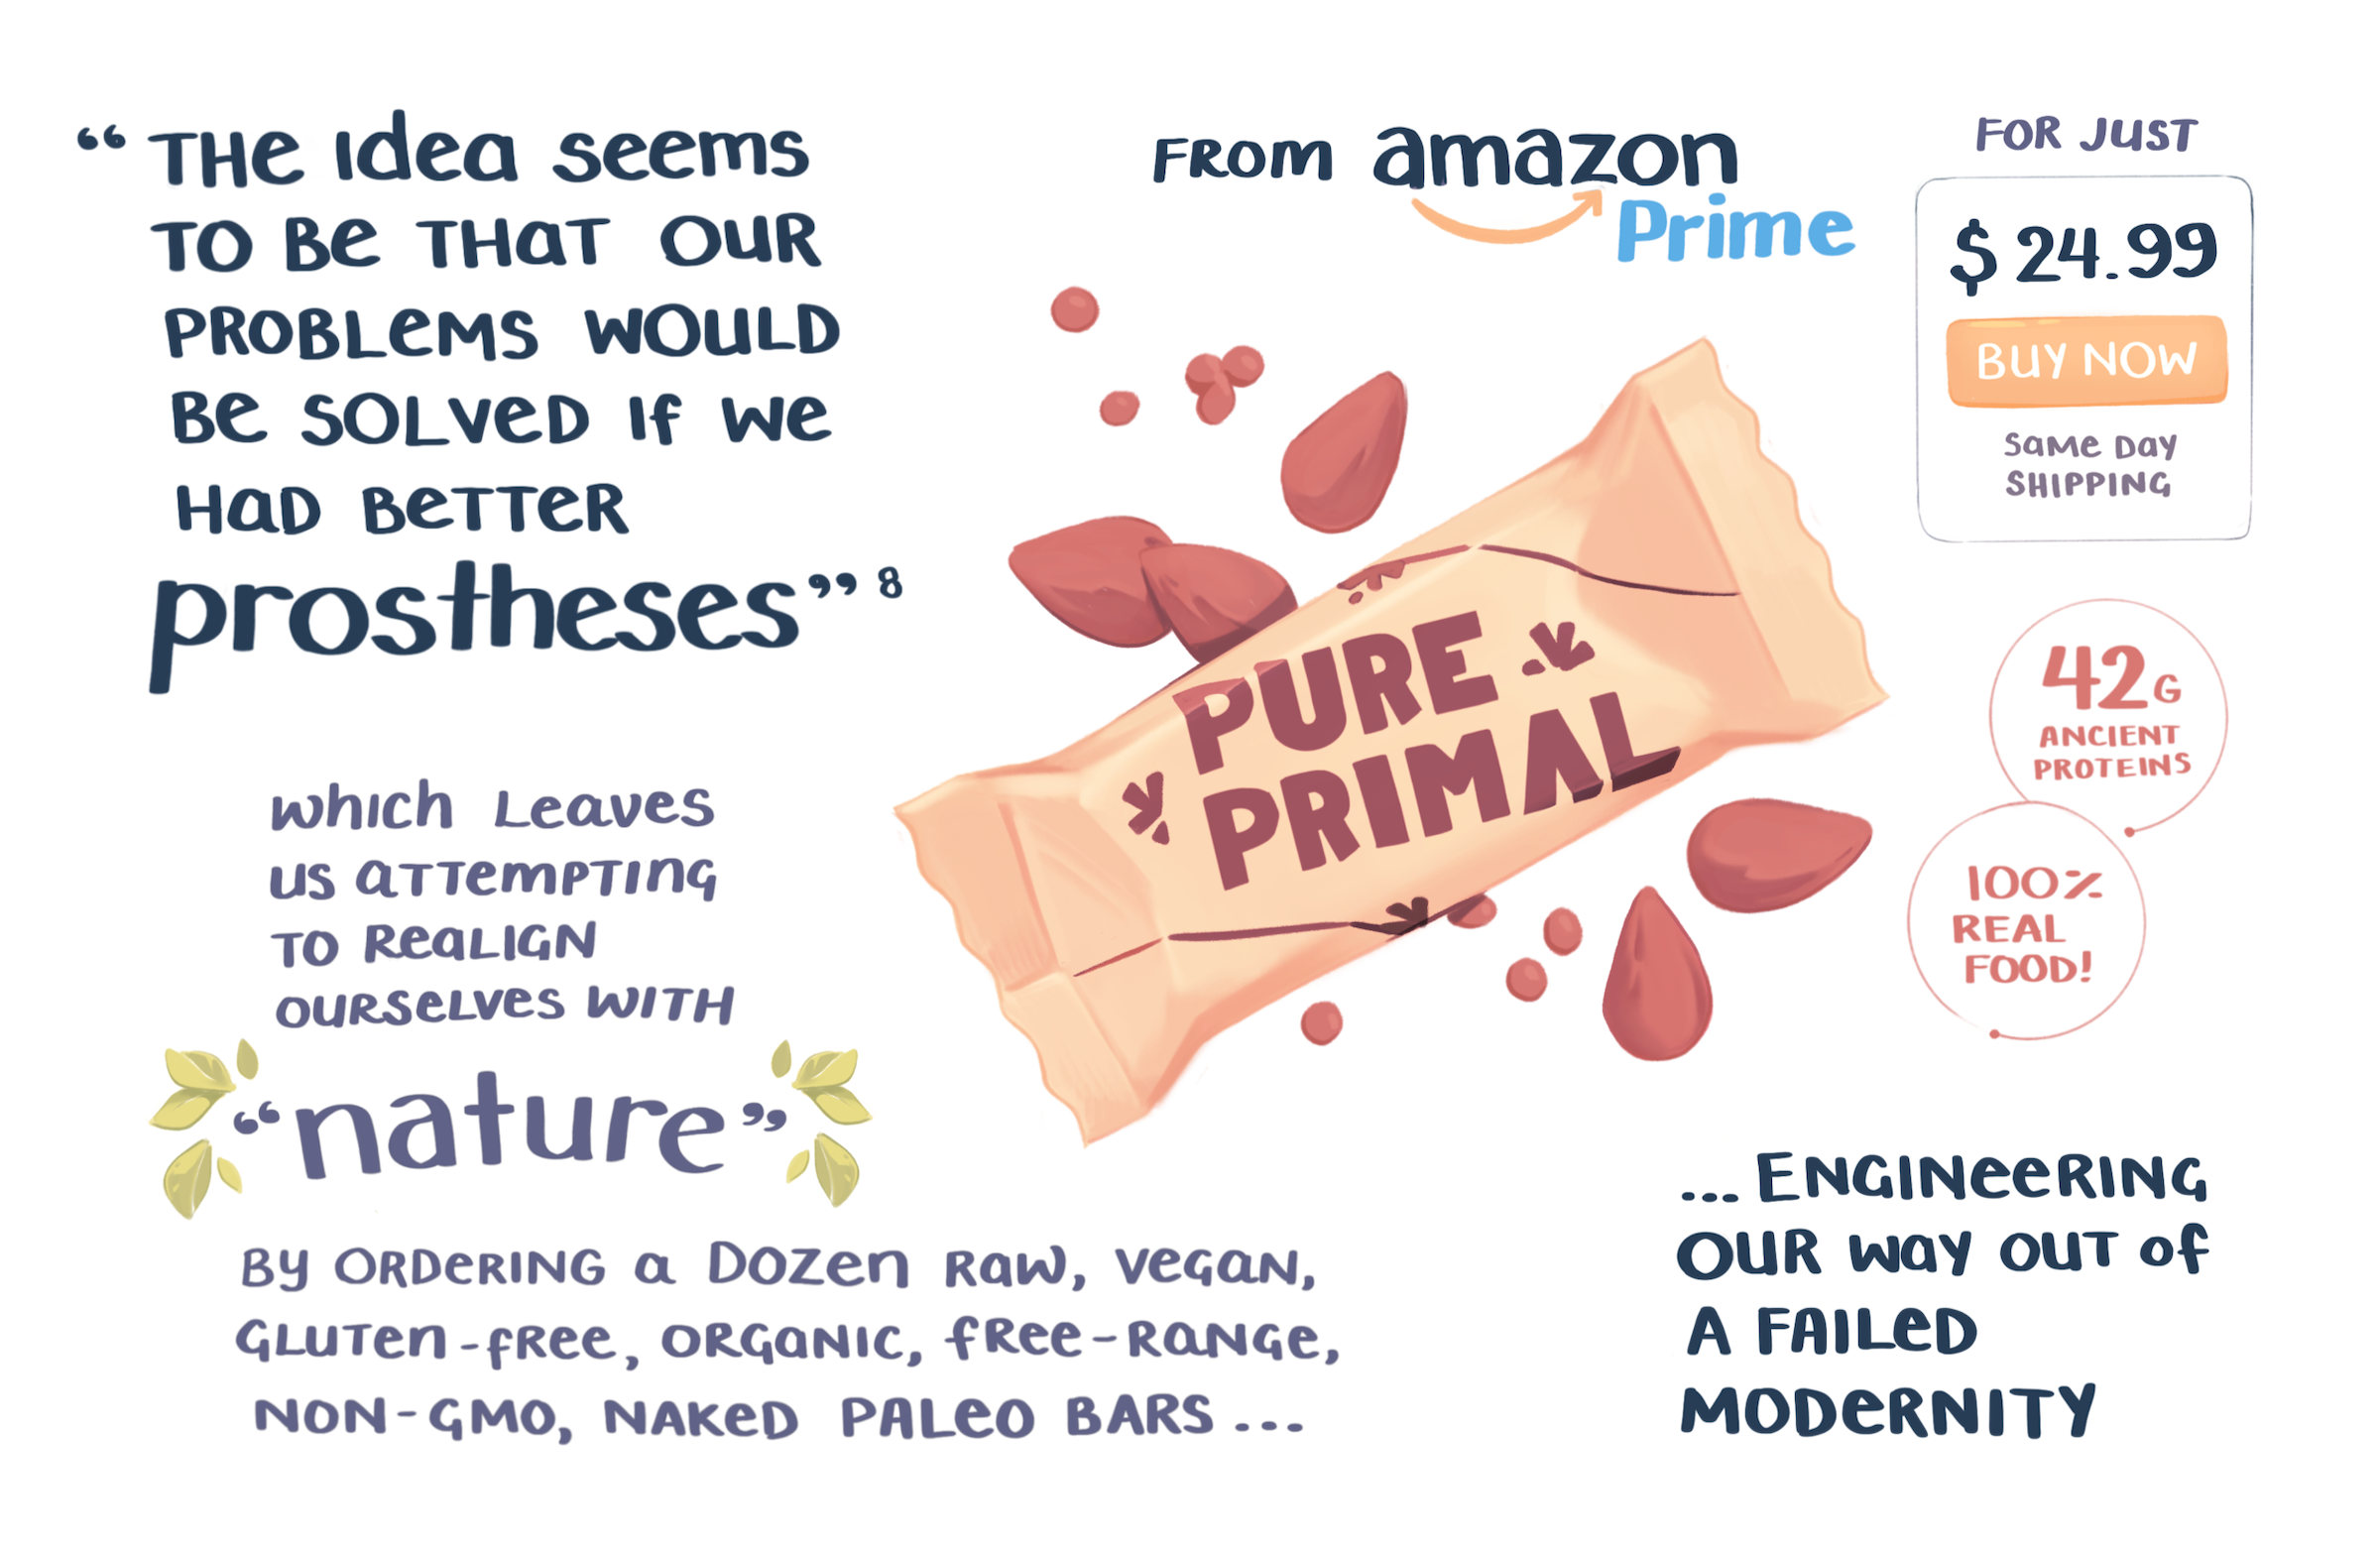 “THE IDEA SEEMS
TO BE THAT OUR
PROBLEMS WOULD
BE SOLVED IF WE
HAD BETTER
prostheses” 8
which Leaves
us attempting
to Realign
ourselves with
“nature”
By ordering a dozen raw, vegan,
gluten-free, organic, free-range,
non-GMO, naked paleo bars ...
FROM amazon
Prime
FOR JUST
$ 24.99
BUY NOW
Same Day
SHIPPING
PURE
PRIMAL
42G
ANCIENT
PROTEINS
100%
REAL
FOOD!
... Engineering
our way out of
a failed
modernity